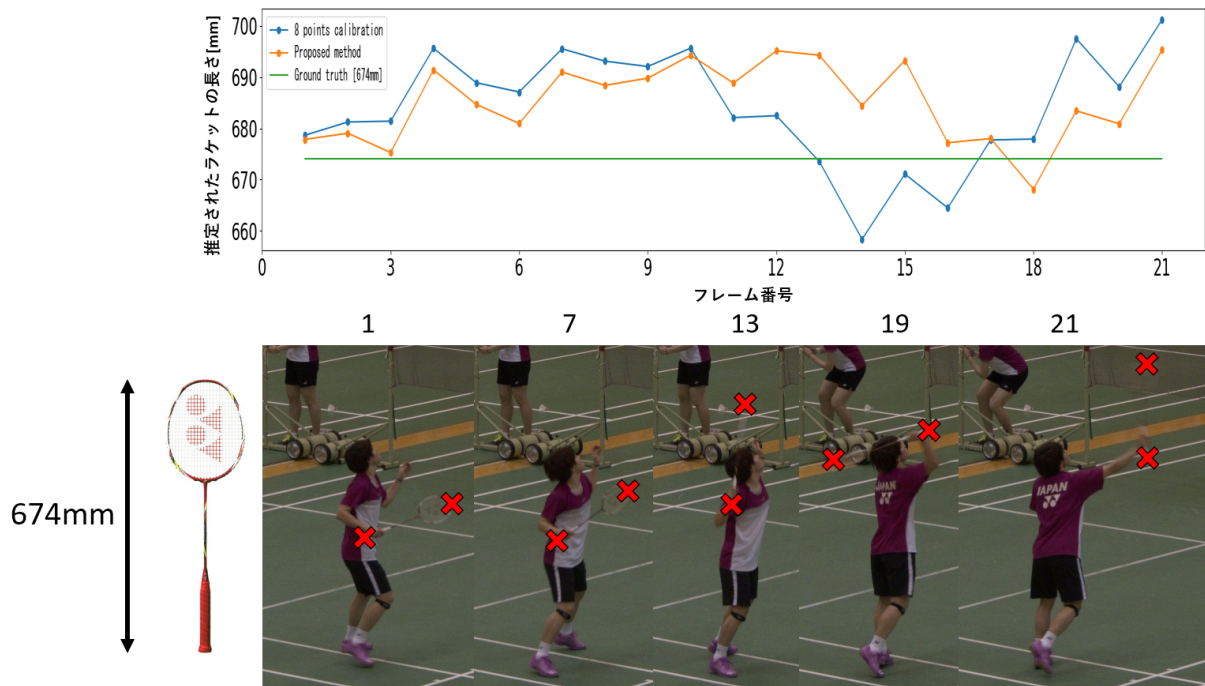 推定されたラケットの長さ[mm]
700
690
680
670
660
8 points calibration
Proposed method
Ground truth [674mm]
0 3 6 9 12 15 18 21
フレーム番号
1 7 13 19 21
674mm
JAPAN
JAPAN